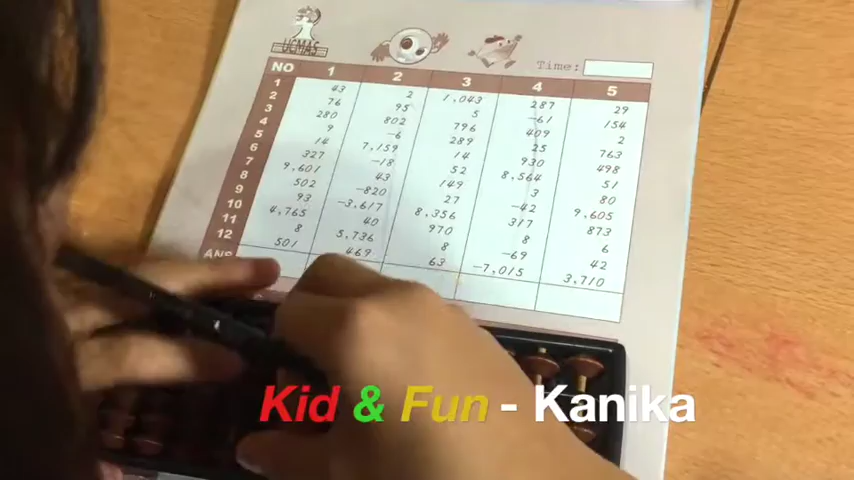 UCMAS
Time:
NO 1 2 3 4 5
1 43 2 1,043 287 29
2 76 95 5 -61 154
3 280 802 796 409 2
4 9 -6 289 25 763
5 14 7,159 14 930 498
6 327 -18 52 8,564 51
7 9,601 43 149 3 80
8 502 -820 27 -42 9,605
9 93 -3,617 8,356 317 873
10 4,765 40 970 8 6
11 8 5,736 8 -69 42
12 501 469 63 -7,015 3,710
ANS
Kid & Fun - Kanika